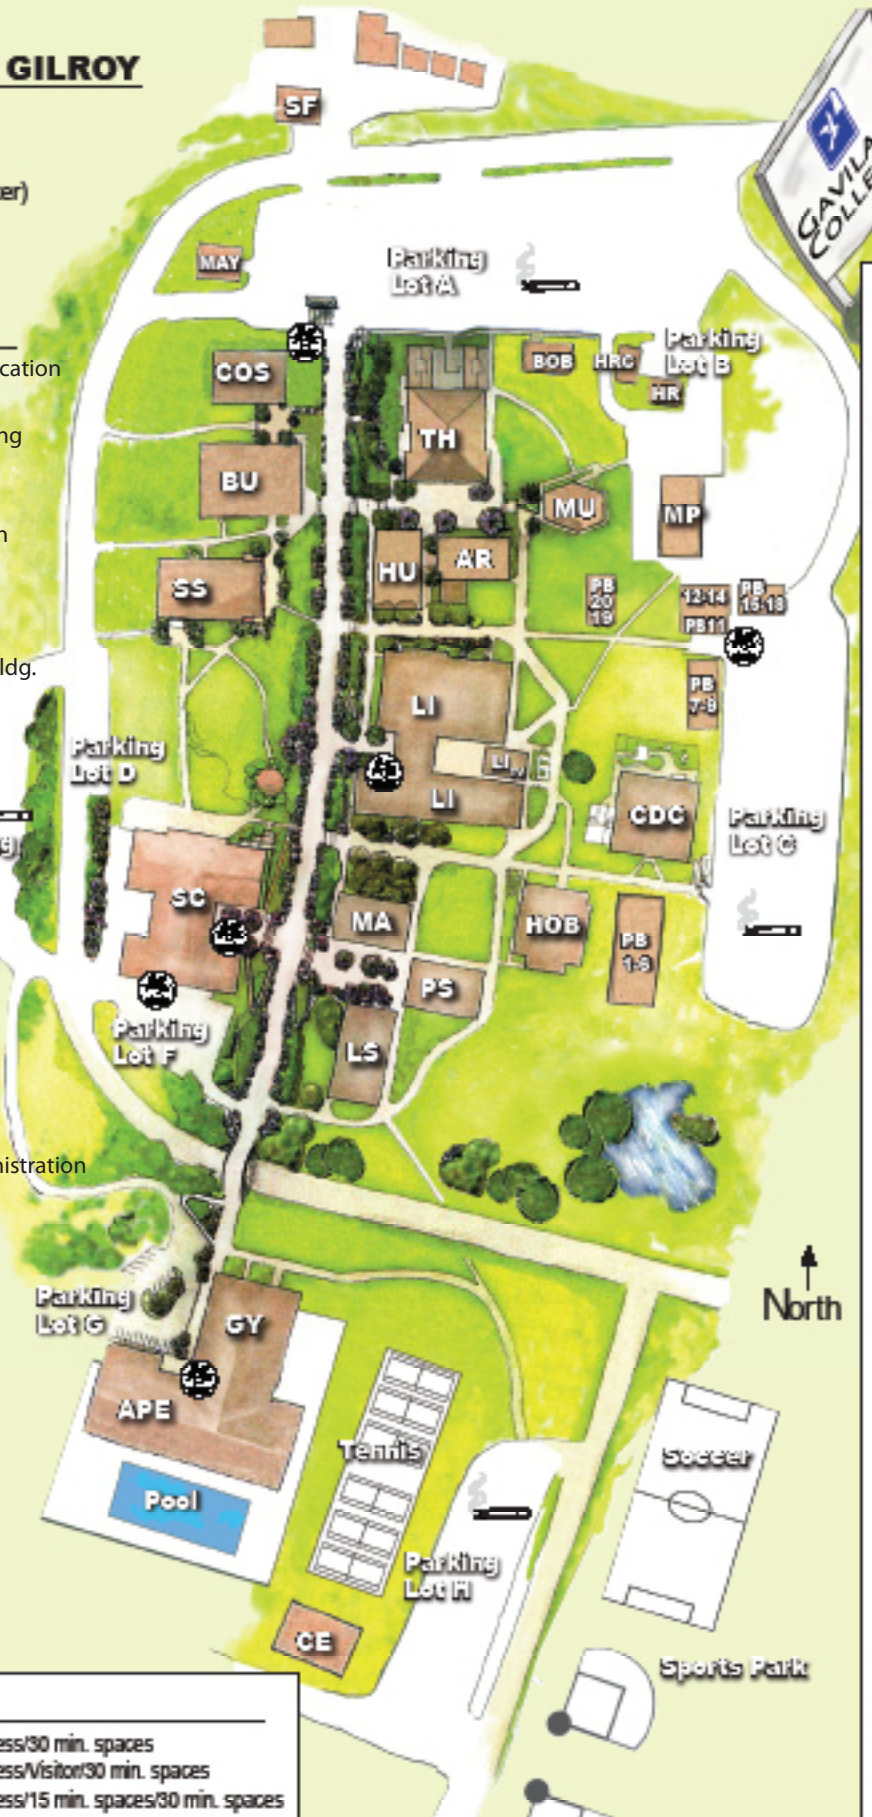 GILROY
ter)
cation
ng
n
ldg.
g
nistration
GAVILA
COLLE
SF
MAY
Parking
Lot A
COS
BOB
HRC
Parking
Lot B
HR
TH
BU
MU
MP
HU
AR
SS
PB
20
19
12-14
PB11
PB
15-18
LI
PB
7-9
Parking
Lot D
LI
LI
CDC
Parking
Lot C
SC
MA
HOB
PB
1-6
PS
Parking
Lot F
LS
North
Parking
Lot G
GY
APE
Tennis
Soccer
Pool
Parking
Lot H
CE
Sports Park
ess/30 min. spaces
ess/Visitor/30 min. spaces
ess/15 min. spaces/30 min. spaces